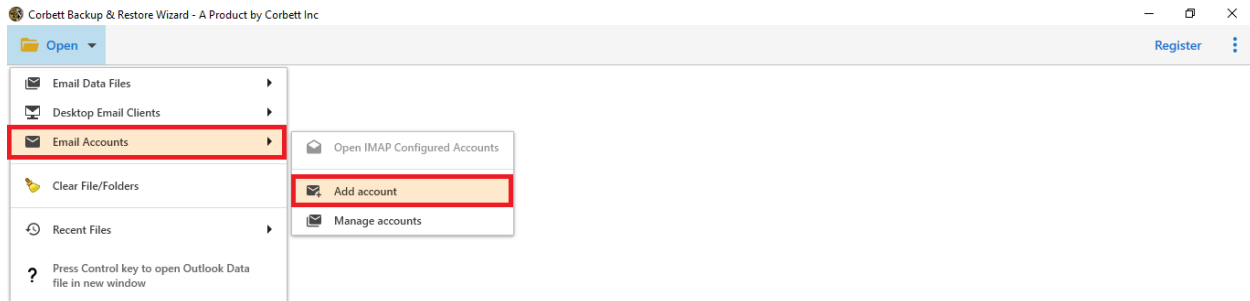 Corbett Backup & Restore Wizard - A Product by Corbett Inc
Open
Register
Email Data Files
Desktop Email Clients
Email Accounts
Open IMAP Configured Accounts
Clear File/Folders
Add account
Manage accounts
Recent Files
? Press Control key to open Outlook Data
file in new window